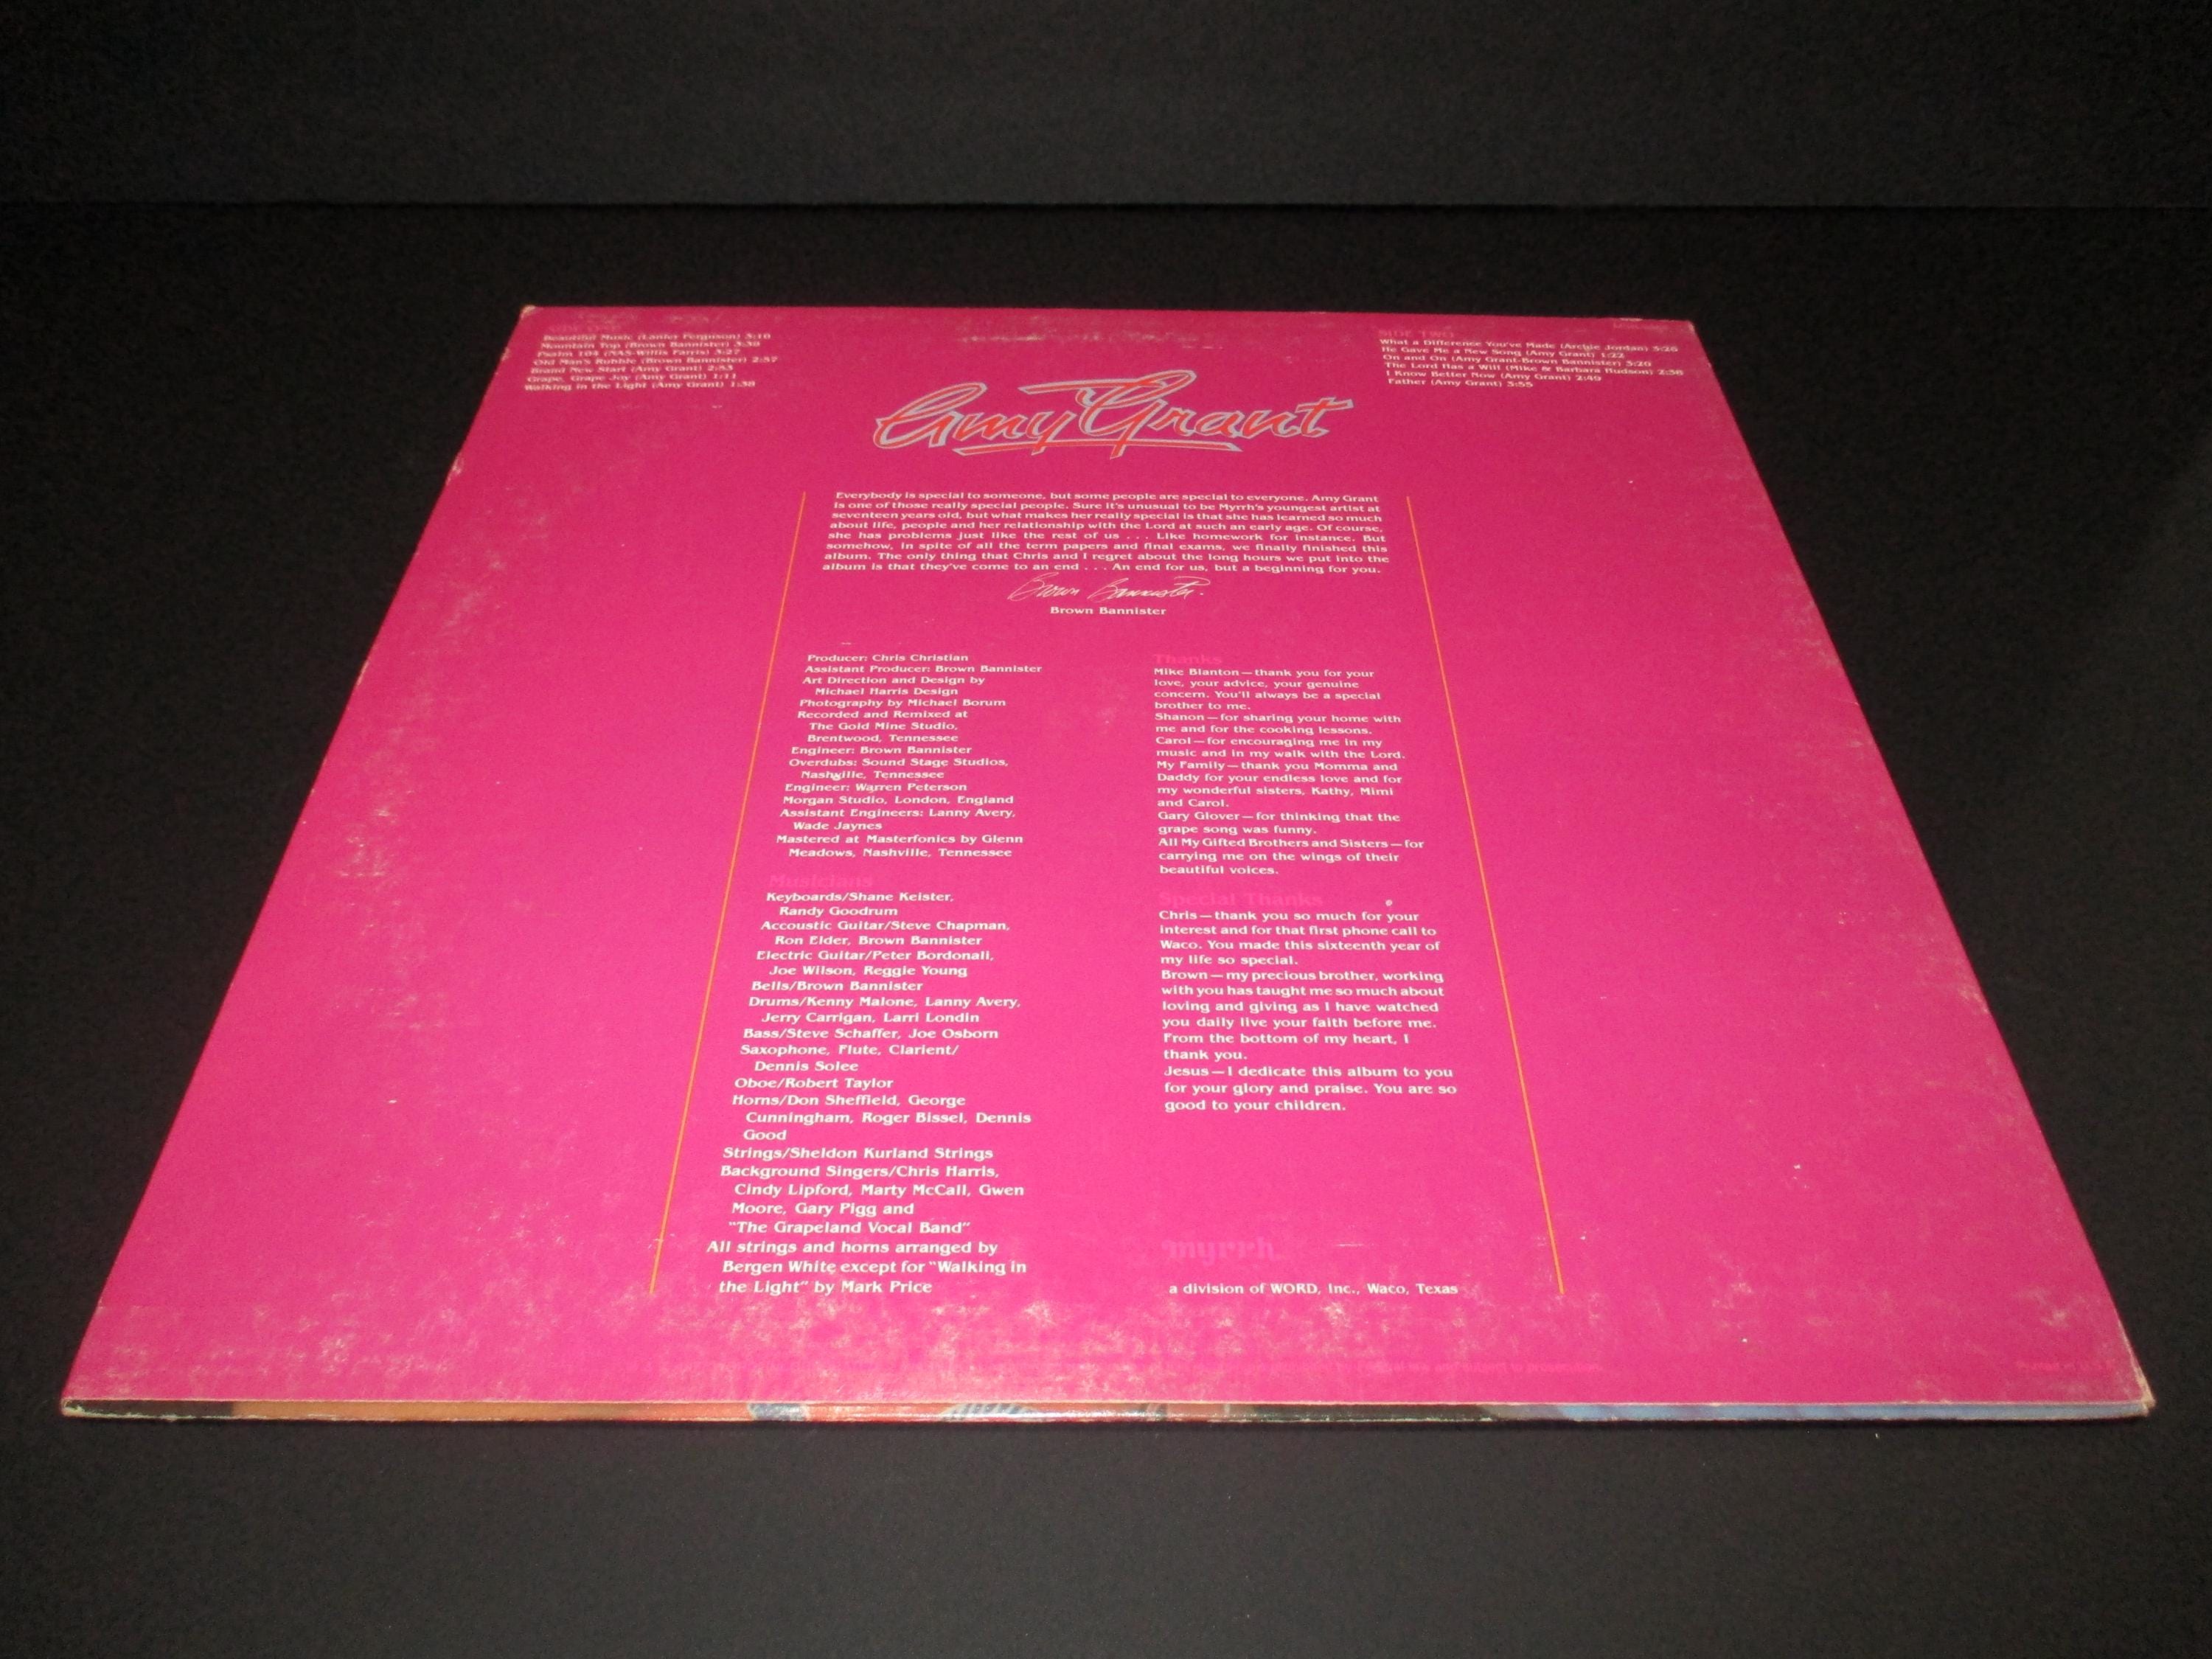 SIDE ONE
Beautiful Music (Lanier Ferguson) 3:10
Mountain Top (Brown Bannister) 3:38
Psalm 104 (NAS-Willis Farris) 3:27
Old Man's Rubble (Brown Bannister) 2:57
Brand New Start (Amy Grant) 2:53
Grape, Grape Joy (Amy Grant) 1:11
Walking in the Light (Amy Grant) 1:38
SIDE TWO
What a Difference You've Made (Archie Jordan) 3:26
He Gave Me a New Song (Amy Grant) 1:22
On and On (Amy Grant-Brown Bannister) 3:20
The Lord Has a Will (Mike & Barbara Hudson) 2:38
I Know Better Now (Amy Grant) 2:49
Father (Amy Grant) 3:55
Amy Grant
Everybody is special to someone, but some people are special to everyone. Amy Grant
is one of those really special people. Sure it's unusual to be Myrrh's youngest artist at
seventeen years old, but what makes her really special is that she has learned so much
about life, people and her relationship with the Lord at such an early age. Of course,
she has problems just like the rest of us . . . Like homework for instance. But
somehow, in spite of all the term papers and final exams, we finally finished this
album. The only thing that Chris and I regret about the long hours we put into the
album is that they've come to an end . . . An end for us, but a beginning for you.
Brown Bannister
Brown Bannister
Producer: Chris Christian
Assistant Producer: Brown Bannister
Art Direction and Design by
Michael Harris Design
Photography by Michael Borum
Recorded and Remixed at
The Gold Mine Studio,
Brentwood, Tennessee
Engineer: Brown Bannister
Overdubs: Sound Stage Studios,
Nashville, Tennessee
Engineer: Warren Peterson
Morgan Studio, London, England
Assistant Engineers: Lanny Avery,
Wade Jaynes
Mastered at Masterfonics by Glenn
Meadows, Nashville, Tennessee
Musicians
Keyboards/Shane Keister,
Randy Goodrum
Accoustic Guitar/Steve Chapman,
Ron Elder, Brown Bannister
Electric Guitar/Peter Bordonali,
Joe Wilson, Reggie Young
Bells/Brown Bannister
Drums/Kenny Malone, Lanny Avery,
Jerry Carrigan, Larri Londin
Bass/Steve Schaffer, Joe Osborn
Saxophone, Flute, Clarient/
Dennis Solee
Oboe/Robert Taylor
Horns/Don Sheffield, George
Cunningham, Roger Bissel, Dennis
Good
Strings/Sheldon Kurland Strings
Background Singers/Chris Harris,
Cindy Lipford, Marty McCall, Gwen
Moore, Gary Pigg and
"The Grapeland Vocal Band"
All strings and horns arranged by
Bergen White except for "Walking in
the Light" by Mark Price
Thanks
Mike Blanton—thank you for your
love, your advice, your genuine
concern. You'll always be a special
brother to me.
Shanon—for sharing your home with
me and for the cooking lessons.
Carol—for encouraging me in my
music and in my walk with the Lord.
My Family—thank you Momma and
Daddy for your endless love and for
my wonderful sisters, Kathy, Mimi
and Carol.
Gary Glover—for thinking that the
grape song was funny.
All My Gifted Brothers and Sisters—for
carrying me on the wings of their
beautiful voices.
Special Thanks
Chris—thank you so much for your
interest and for that first phone call to
Waco. You made this sixteenth year of
my life so special.
Brown—my precious brother, working
with you has taught me so much about
loving and giving as I have watched
you daily live your faith before me.
From the bottom of my heart, I
thank you.
Jesus—I dedicate this album to you
for your glory and praise. You are so
good to your children.
myrrh
a division of WORD, Inc., Waco, Texas